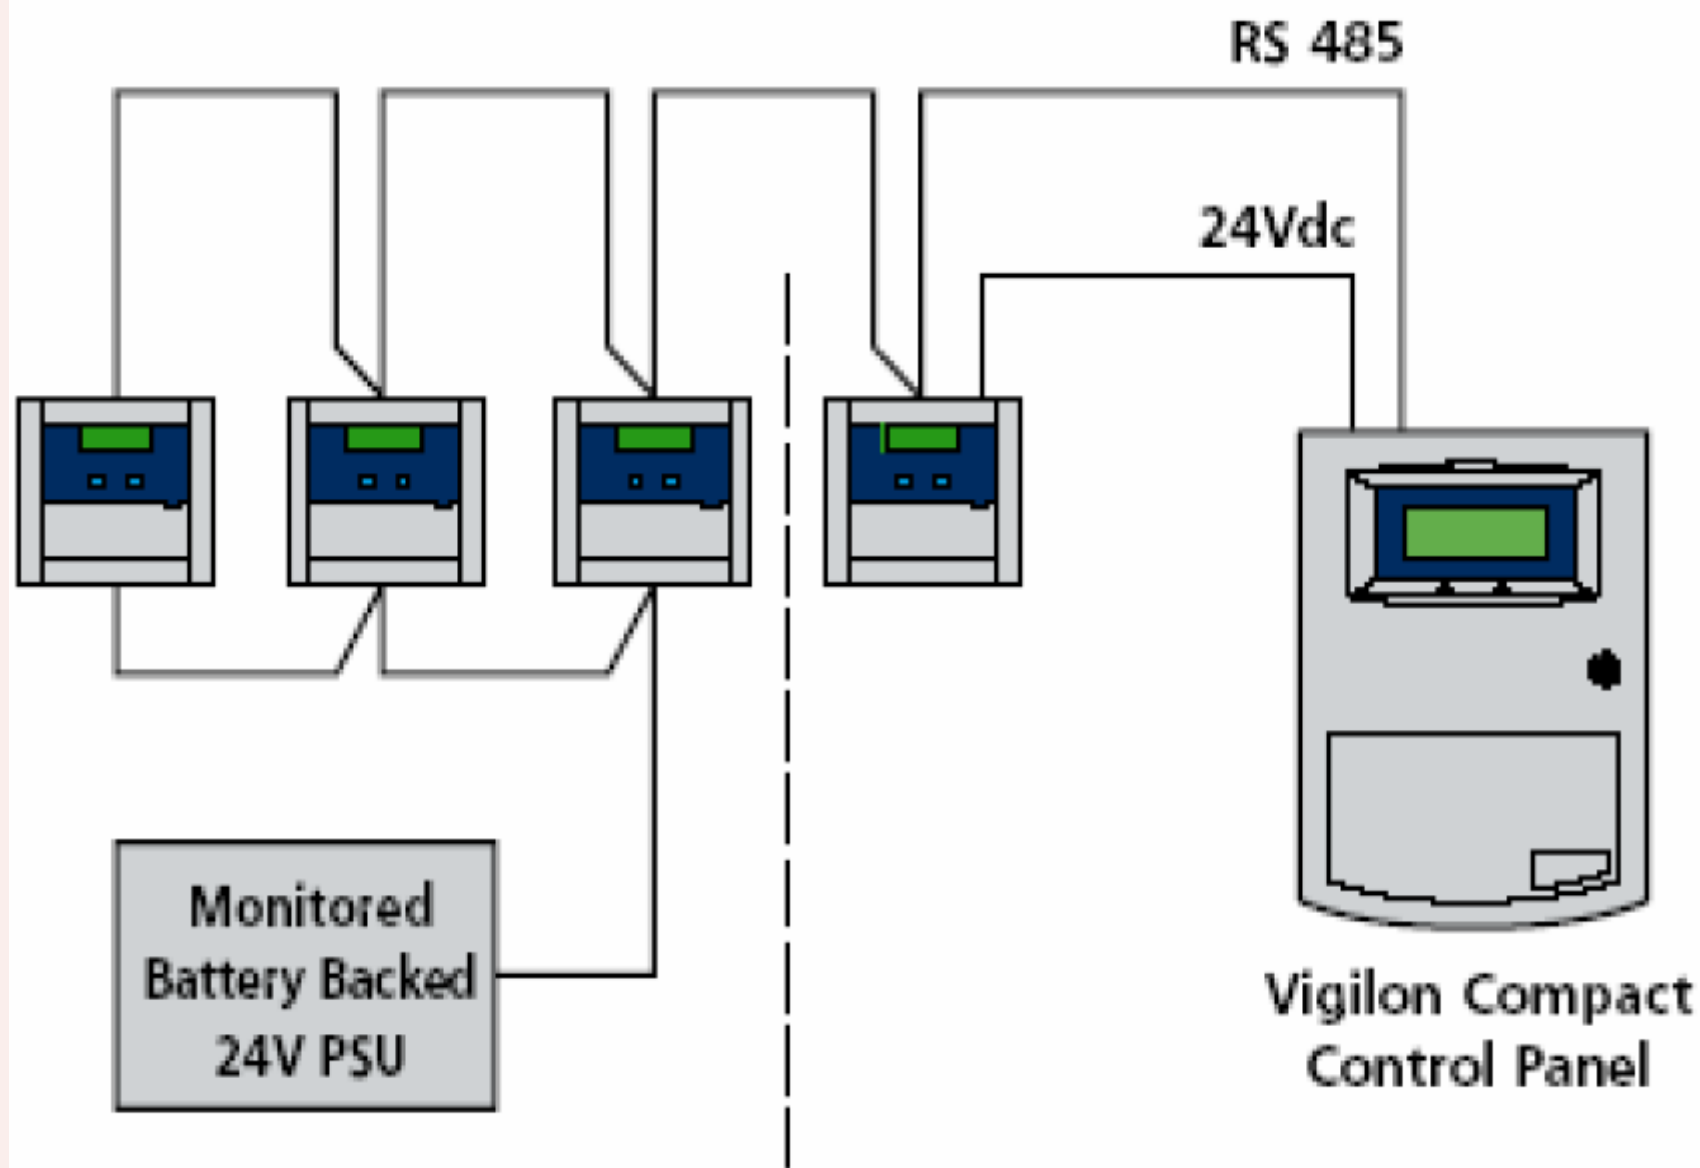 RS 485
24Vdc
Monitored
Battery Backed
24V PSU
Vigilon Compact
Control Panel